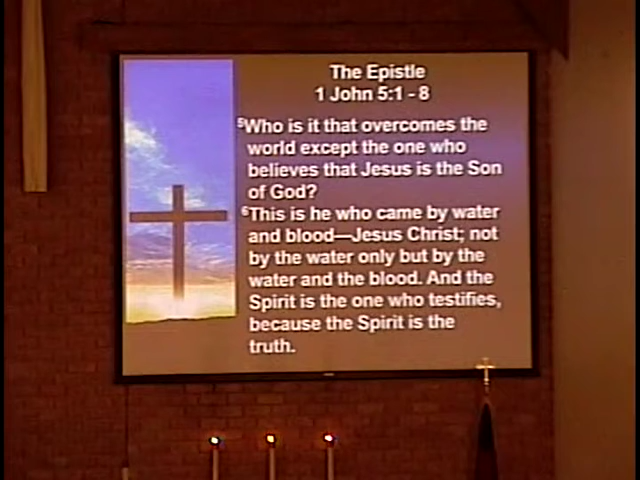 The Epistle
1 John 5:1 - 8
5Who is it that overcomes the
world except the one who
believes that Jesus is the Son
of God?
6This is he who came by water
and blood—Jesus Christ; not
by the water only but by the
water and the blood. And the
Spirit is the one who testifies,
because the Spirit is the
truth.